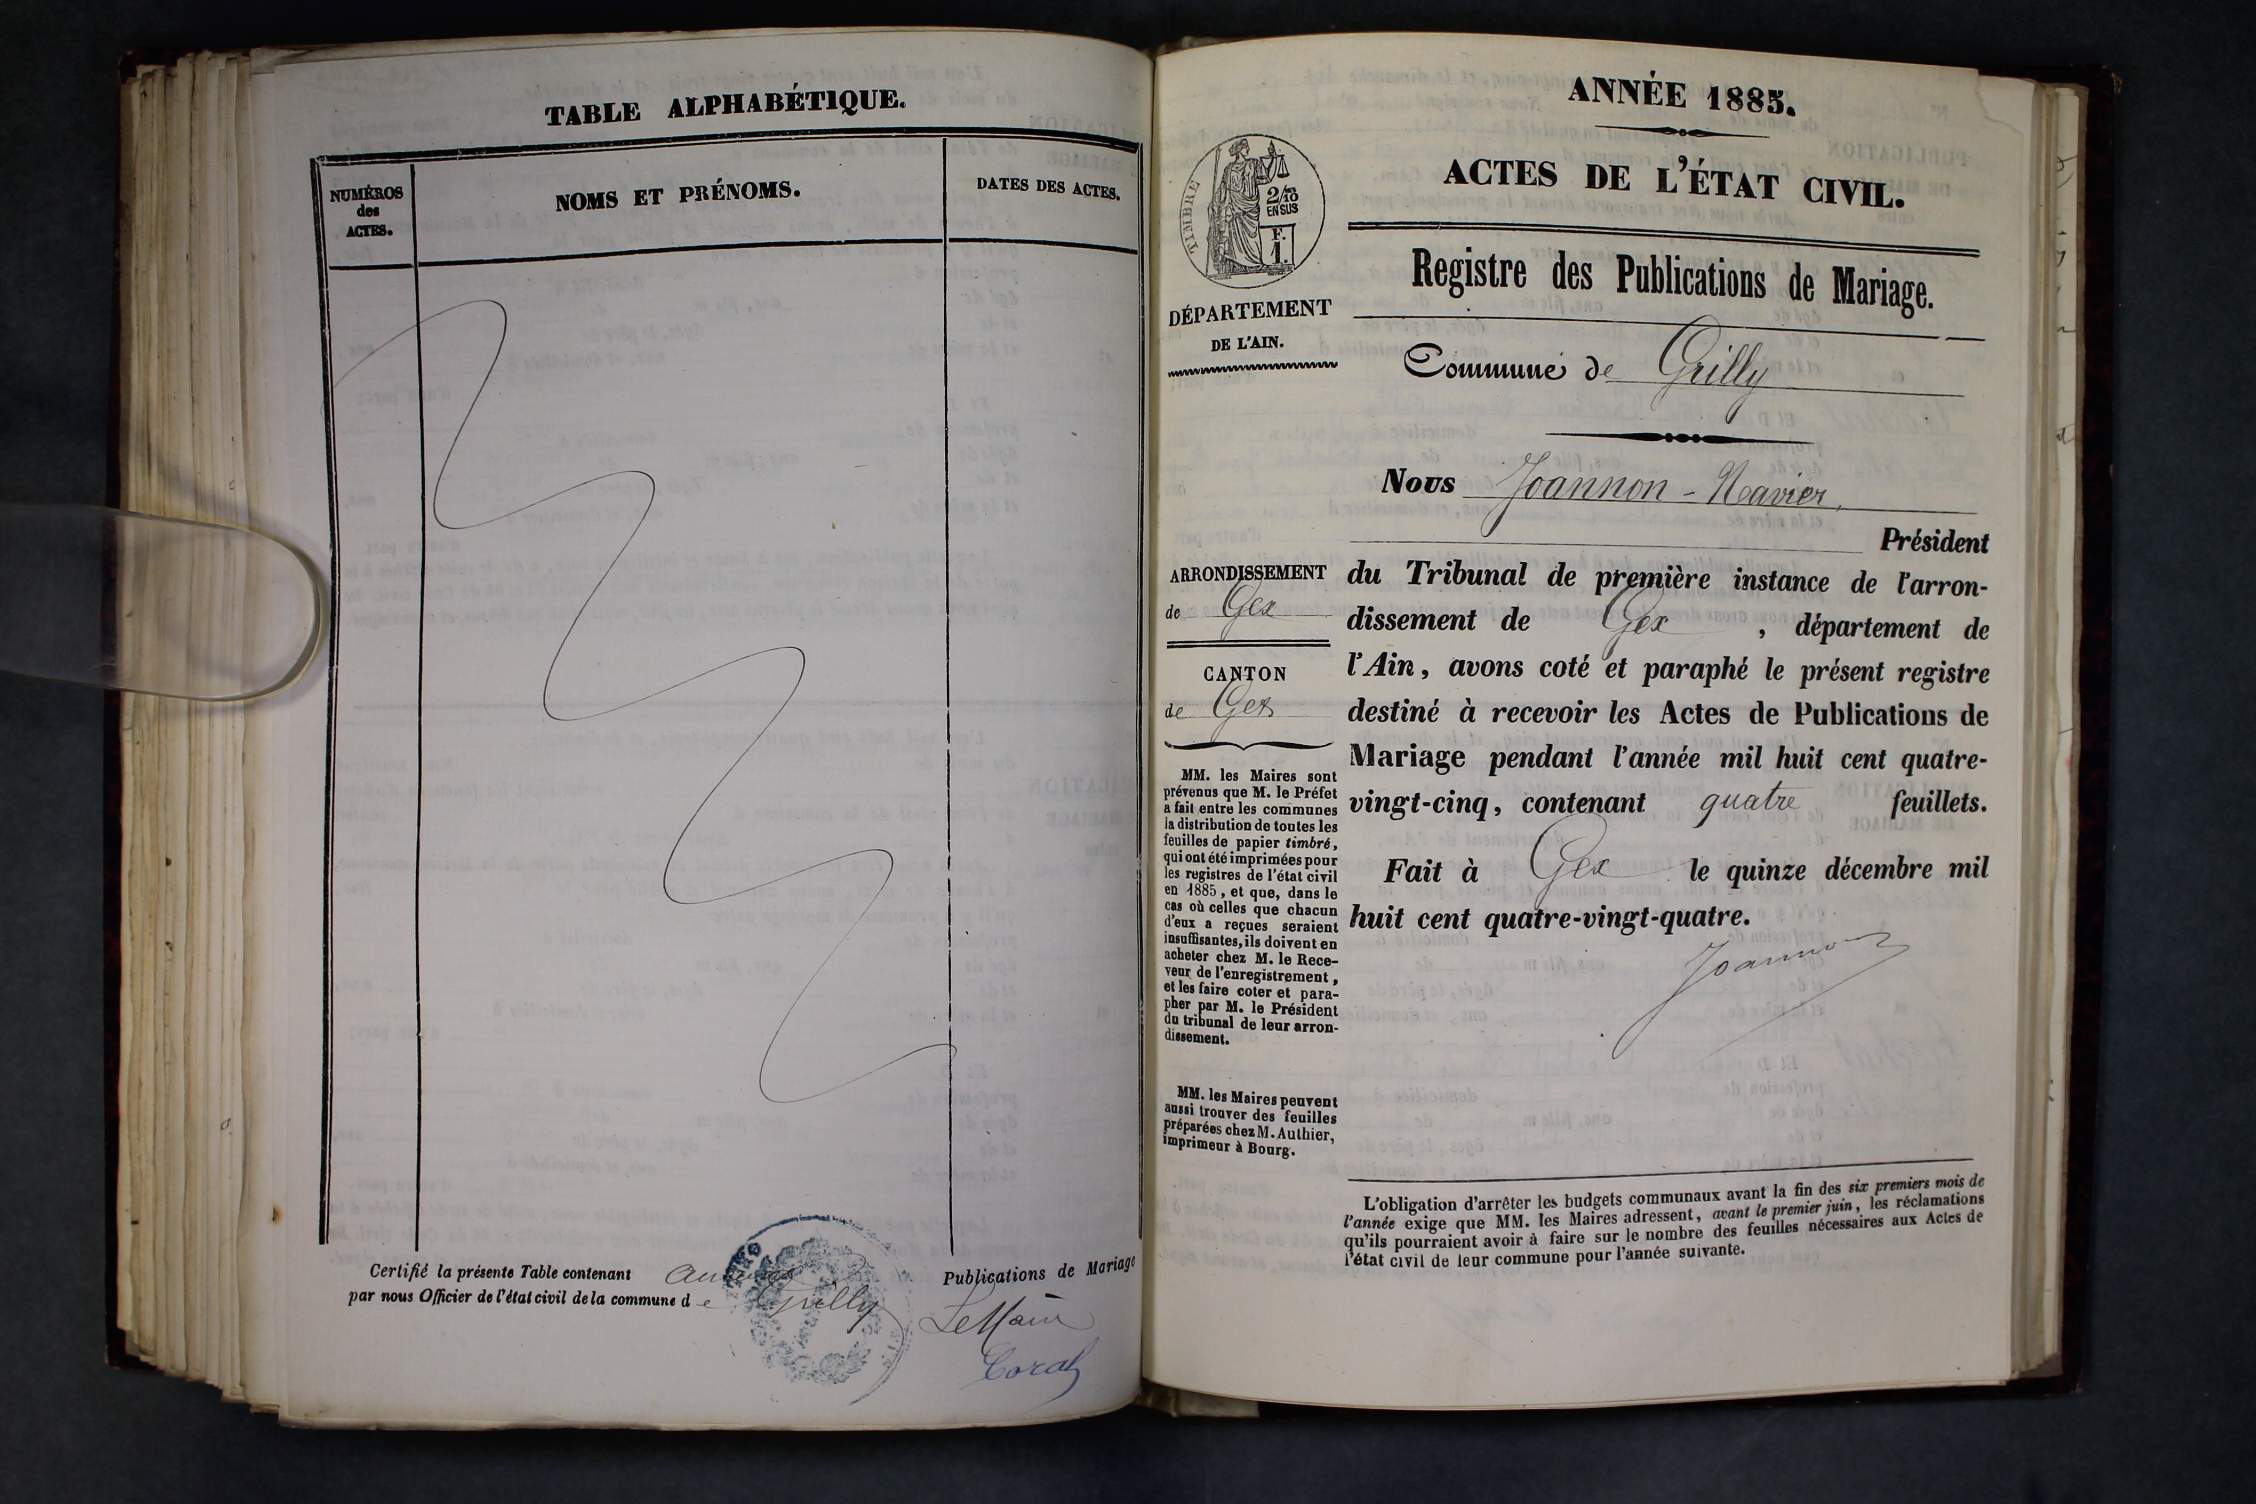 TABLE ALPHABÉTIQUE.
NUMÉROS
des
ACTES.
NOMS ET PRÉNOMS.
DATES DES ACTES.
Certifié la présente Table contenant aucunes Publications de Mariage
par nous Officier de l'état civil de la commune de Grilly
Le Maire
ANNÉE 1885.
ACTES DE L'ÉTAT CIVIL.
TIMBRE
2/10
EN SUS
F.
1.
DÉPARTEMENT
DE L'AIN.
Registre des Publications de Mariage.
Commune de Grilly
Nous Joannon-Navier,
Président
ARRONDISSEMENT
de Gex
CANTON
de Gex
du Tribunal de première instance de l'arron-
dissement de Gex, département de
l'Ain, avons coté et paraphé le présent registre
destiné à recevoir les Actes de Publications de
Mariage pendant l'année mil huit cent quatre-
vingt-cinq, contenant quatre feuillets.
Fait à Gex le quinze décembre mil
huit cent quatre-vingt-quatre.
Joannon
MM. les Maires sont
prévenus que M. le Préfet
a fait entre les communes
la distribution de toutes les
feuilles de papier timbré,
qui ont été imprimées pour
les registres de l'état civil
en 1885, et que, dans le
cas où celles que chacun
d'eux a reçues seraient
insuffisantes, ils doivent en
acheter chez M. le Rece-
veur de l'enregistrement,
et les faire coter et para-
pher par M. le Président
du tribunal de leur arron-
dissement.
MM. les Maires peuvent
aussi trouver des feuilles
préparées chez M. Authier,
imprimeur à Bourg.
L'obligation d'arrêter les budgets communaux avant la fin des six premiers mois de
l'année exige que MM. les Maires adressent, avant le premier juin, les réclamations
qu'ils pourraient avoir à faire sur le nombre des feuilles nécessaires aux Actes de
l'état civil de leur commune pour l'année suivante.